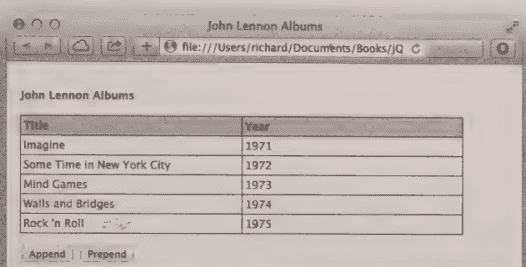 John Lennon Albums
file:///Users/richard/Documents/Books/jQ
John Lennon Albums
Title Year
Imagine 1971
Some Time in New York City 1972
Mind Games 1973
Walls and Bridges 1974
Rock 'n Roll 1975
Append Prepend